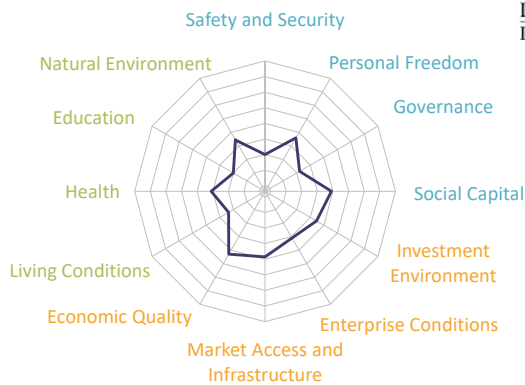 Safety and Security
Natural Environment
Personal Freedom
Education
Governance
Health
Social Capital
Investment
Environment
Living Conditions
Economic Quality
Enterprise Conditions
Market Access and
Infrastructure